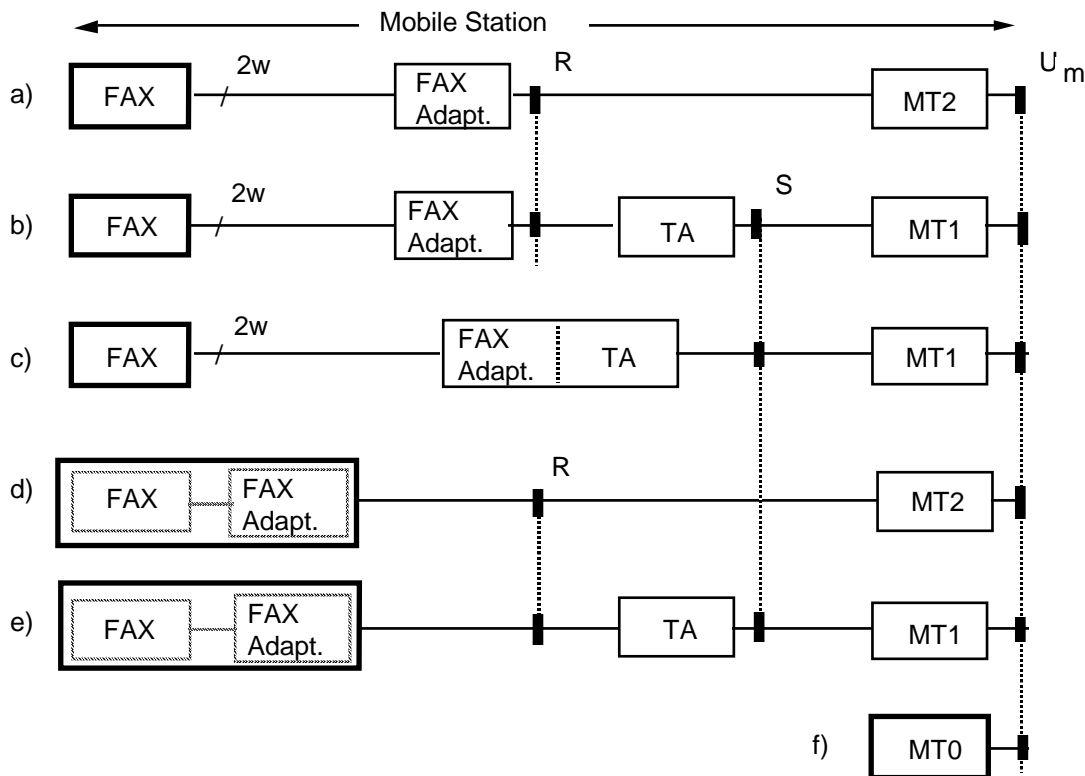 Mobile Station
R
U
m
a)
FAX
2w
FAX
Adapt.
MT2
b)
FAX
2w
FAX
Adapt.
TA
S
MT1
c)
FAX
2w
FAX
Adapt.
TA
MT1
d)
FAX
FAX
Adapt.
R
MT2
e)
FAX
FAX
Adapt.
TA
MT1
f)
MT0